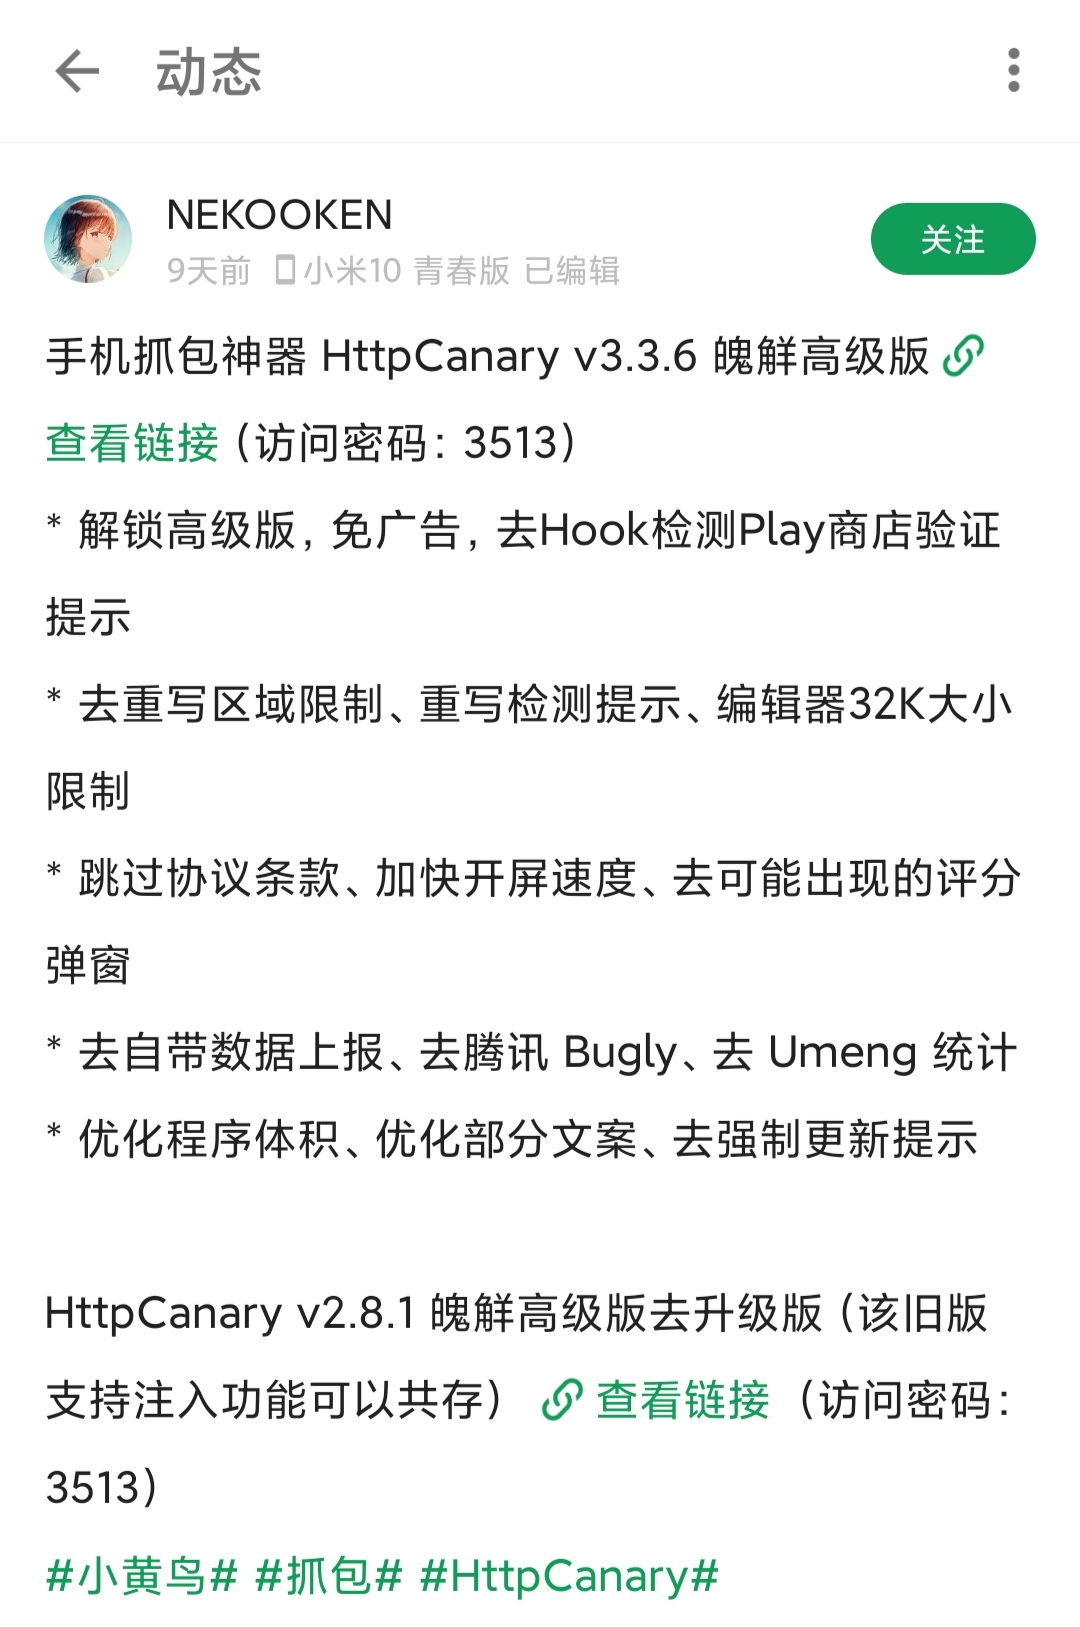 动态
NEKOOKEN
关注
9天前 小米10 青春版 已编辑
手机抓包神器 HttpCanary v3.3.6 魄鲜高级版
查看链接（访问密码：3513）
* 解锁高级版，免广告，去Hook检测Play商店验证
提示
* 去重写区域限制、重写检测提示、编辑器32K大小
限制
* 跳过协议条款、加快开屏速度、去可能出现的评分
弹窗
* 去自带数据上报、去腾讯 Bugly、去 Umeng 统计
* 优化程序体积、优化部分文案、去强制更新提示
HttpCanary v2.8.1 魄鲜高级版去升级版（该旧版
支持注入功能可以共存） 查看链接（访问密码：
3513）
#小黄鸟# #抓包# #HttpCanary#